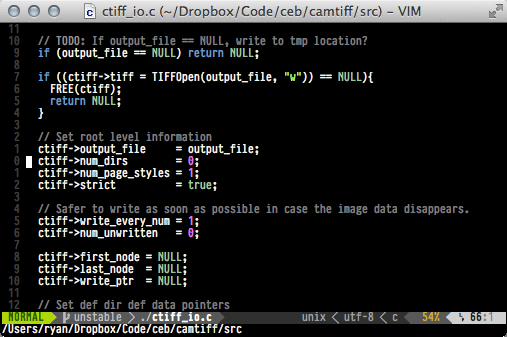 ctiff_io.c (~/Dropbox/Code/ceb/camtiff/src) – VIM
11
10 // TODO: If output_file == NULL, write to tmp location?
9 if (output_file == NULL) return NULL;
8
7 if ((ctiff->tiff = TIFFOpen(output_file, "w")) == NULL){
6 FREE(ctiff);
5 return NULL;
4 }
3
2 // Set root level information
1 ctiff->output_file = output_file;
0 ctiff->num_dirs = 0;
1 ctiff->num_page_styles = 1;
2 ctiff->strict = true;
3
4 // Safer to write as soon as possible in case the image data disappears.
5 ctiff->write_every_num = 1;
6 ctiff->num_unwritten = 0;
7
8 ctiff->first_node = NULL;
9 ctiff->last_node = NULL;
10 ctiff->write_ptr = NULL;
11
12 // Set def dir def data pointers
NORMAL unstable ./ctiff_io.c unix utf-8 c 54% 66:1
/Users/ryan/Dropbox/Code/ceb/camtiff/src